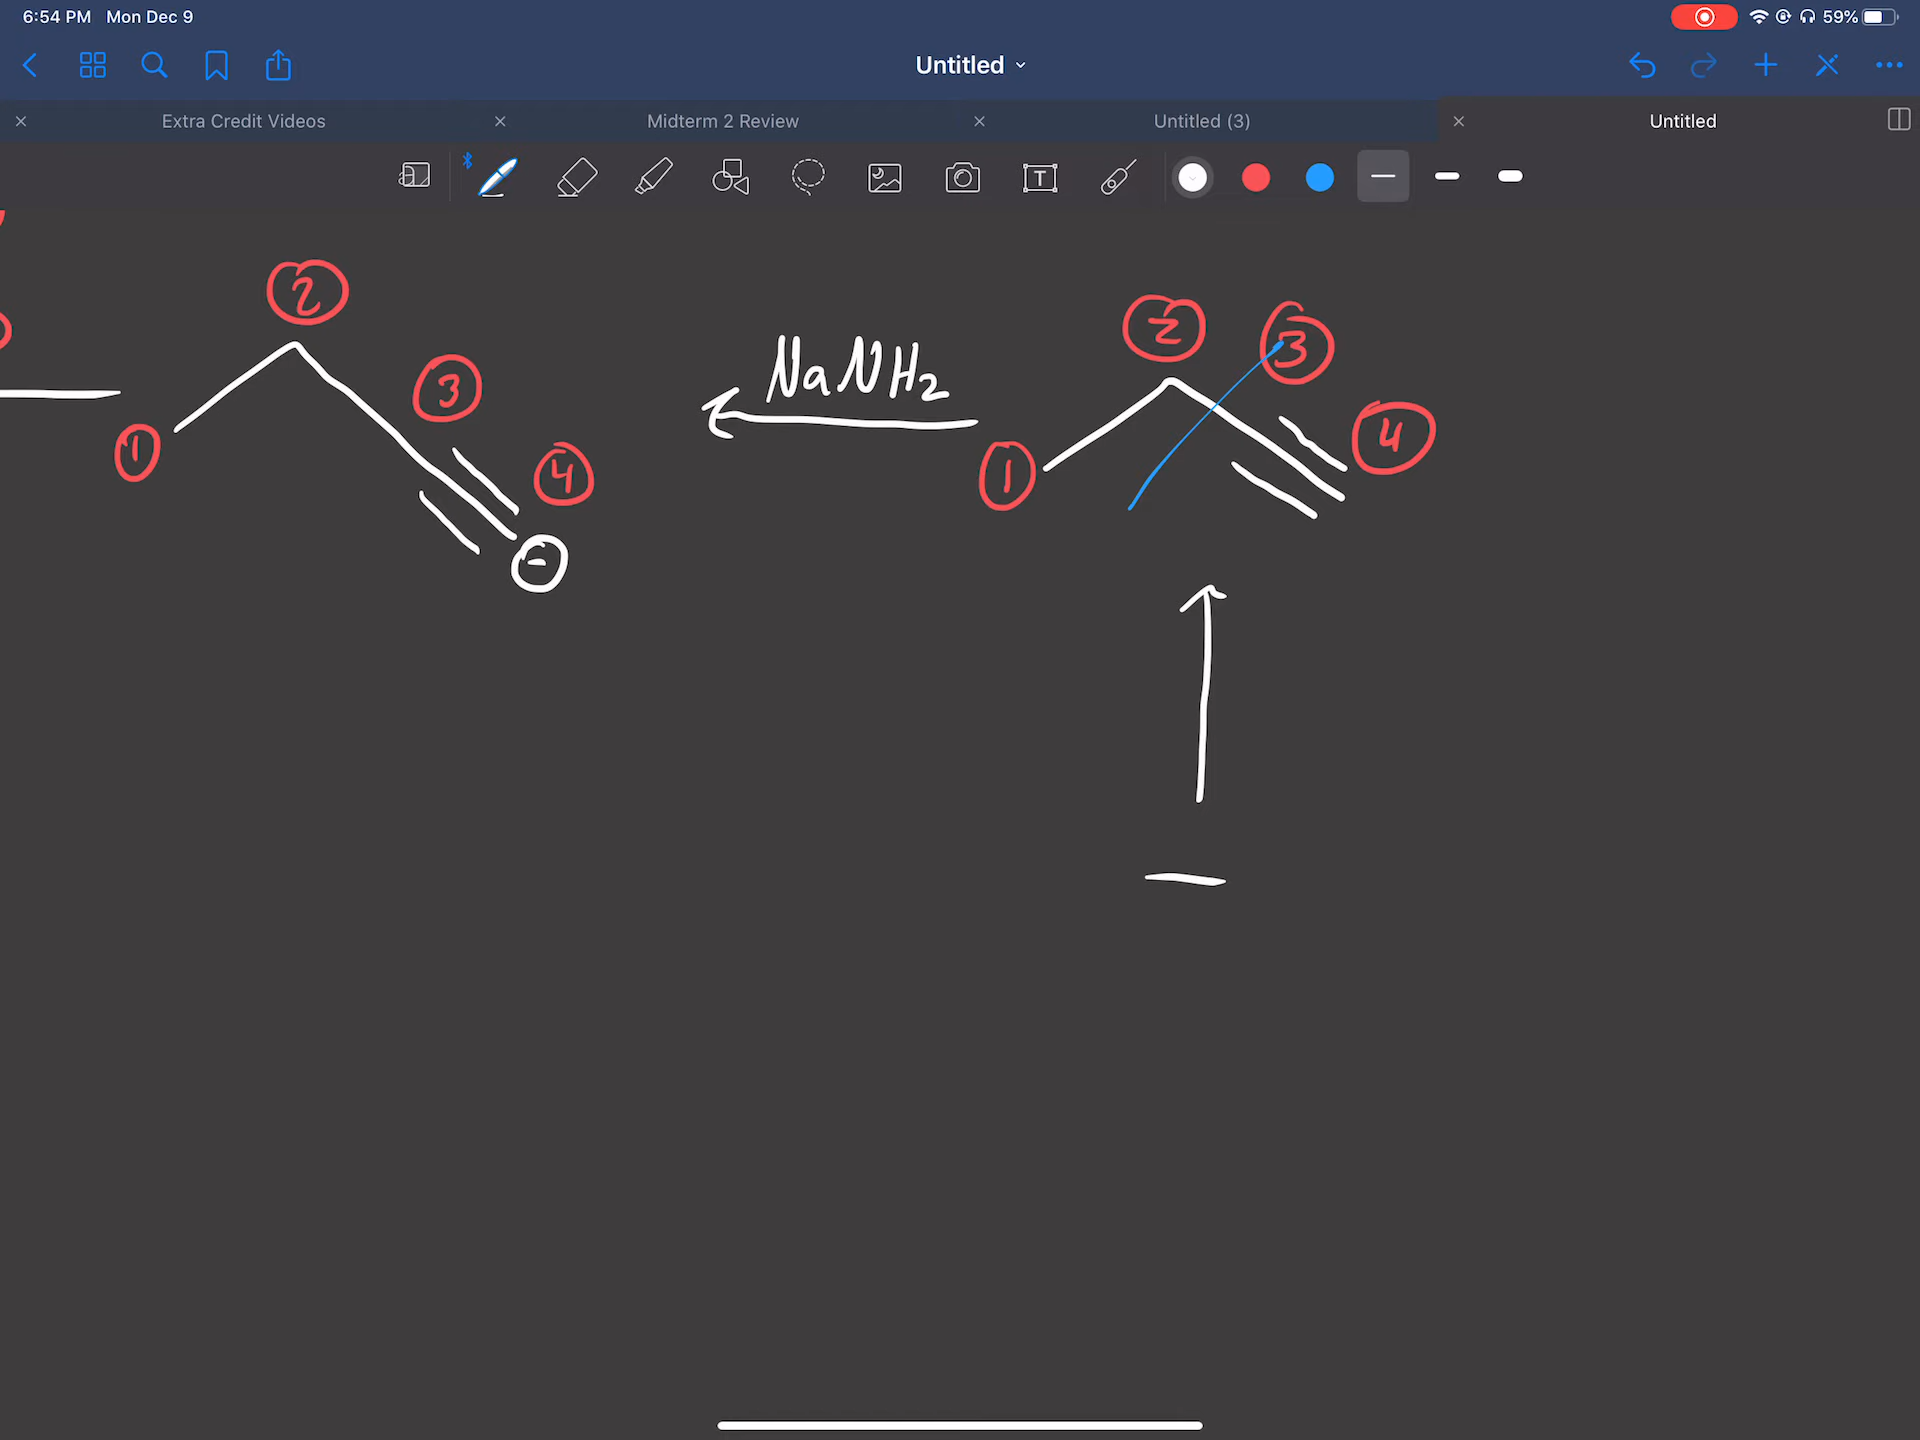 6:54 PM Mon Dec 9
59%
Untitled
Extra Credit Videos
Midterm 2 Review
Untitled (3)
Untitled
T
2
3
1
4
-
NaNH2
2
3
1
4